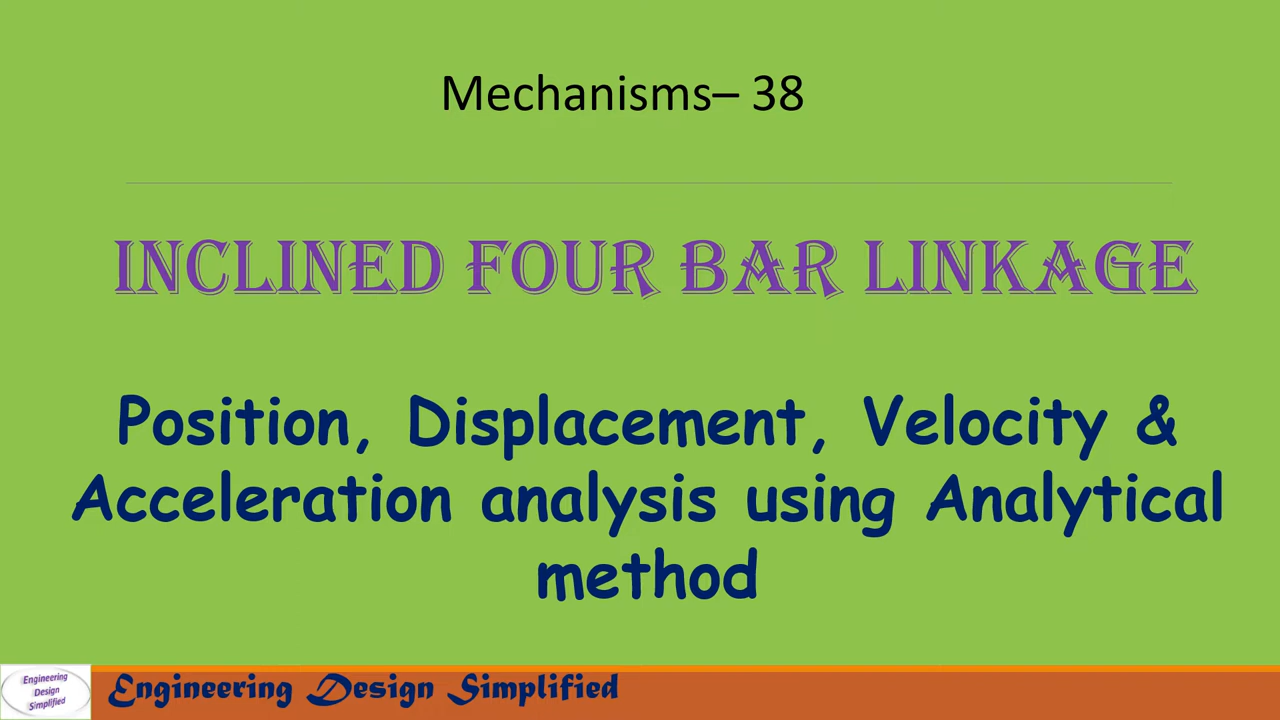 Mechanisms– 38
INCLINED FOUR BAR LINKAGE
Position, Displacement, Velocity &
Acceleration analysis using Analytical
method
Engineering
Design
Simplified
Engineering Design Simplified